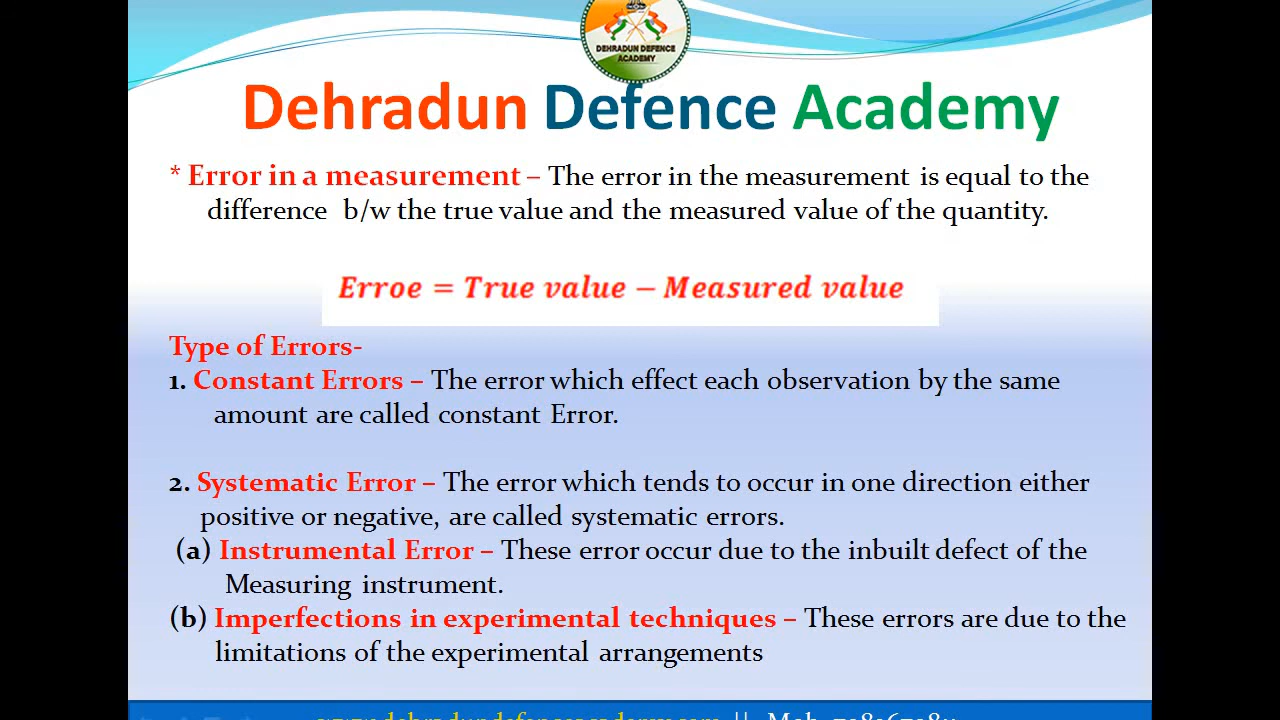 DEHRADUN DEFENCE
ACADEMY
Dehradun Defence Academy
* Error in a measurement – The error in the measurement is equal to the
difference b/w the true value and the measured value of the quantity.
Erroe = True value − Measured value
Type of Errors-
1. Constant Errors – The error which effect each observation by the same
amount are called constant Error.
2. Systematic Error – The error which tends to occur in one direction either
positive or negative, are called systematic errors.
(a) Instrumental Error – These error occur due to the inbuilt defect of the
Measuring instrument.
(b) Imperfections in experimental techniques – These errors are due to the
limitations of the experimental arrangements
www.dehradundefenceacademy.com || Mob-